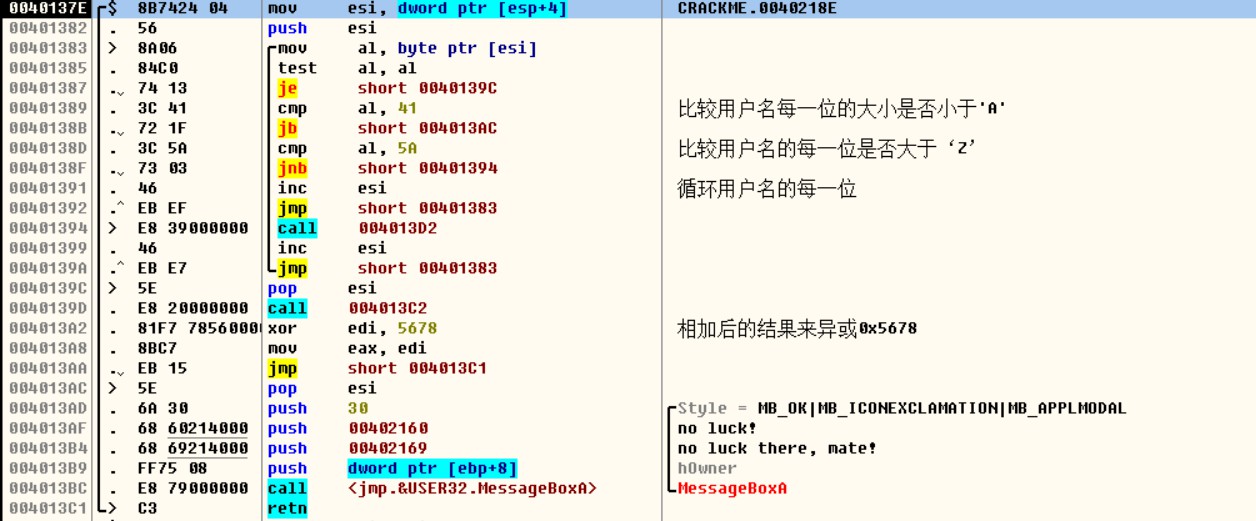 0040137E $ 8B7424 04 mov esi, dword ptr [esp+4] CRACKME.0040218E
00401382 . 56 push esi
00401383 > 8A06 mov al, byte ptr [esi]
00401385 . 84C0 test al, al
00401387 .ˬ 74 13 je short 0040139C
00401389 . 3C 41 cmp al, 41 比较用户名每一位的大小是否小于'A'
0040138B .ˬ 72 1F jb short 004013AC
0040138D . 3C 5A cmp al, 5A 比较用户名的每一位是否大于‘Z’
0040138F .ˬ 73 03 jnb short 00401394
00401391 . 46 inc esi 循环用户名的每一位
00401392 .^ EB EF jmp short 00401383
00401394 > E8 39000000 call 004013D2
00401399 . 46 inc esi
0040139A .^ EB E7 jmp short 00401383
0040139C > 5E pop esi
0040139D . E8 20000000 call 004013C2
004013A2 . 81F7 7856000 xor edi, 5678 相加后的结果来异或0x5678
004013A8 . 8BC7 mov eax, edi
004013AA .ˬ EB 15 jmp short 004013C1
004013AC > 5E pop esi
004013AD . 6A 30 push 30 Style = MB_OK|MB_ICONEXCLAMATION|MB_APPLMODAL
004013AF . 68 60214000 push 00402160 no luck!
004013B4 . 68 69214000 push 00402169 no luck there, mate!
004013B9 . FF75 08 push dword ptr [ebp+8] hOwner
004013BC . E8 79000000 call <jmp.&USER32.MessageBoxA> MessageBoxA
004013C1 > C3 retn